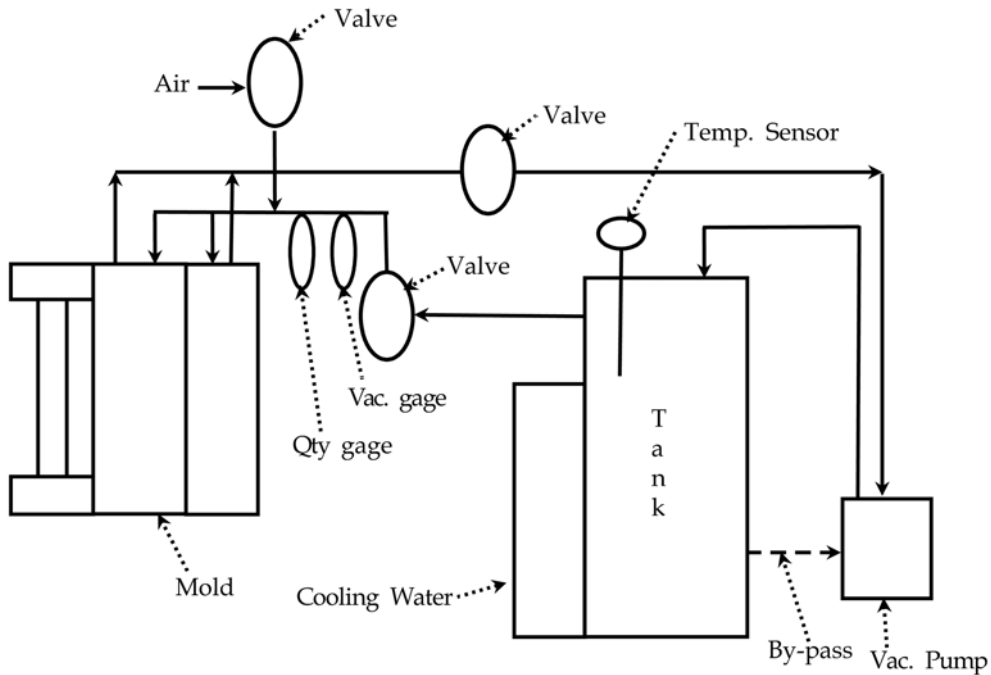 Valve
Air
Valve
Temp. Sensor
Valve
Vac. gage
Qty gage
T
a
n
k
Mold
Cooling Water
By-pass
Vac. Pump